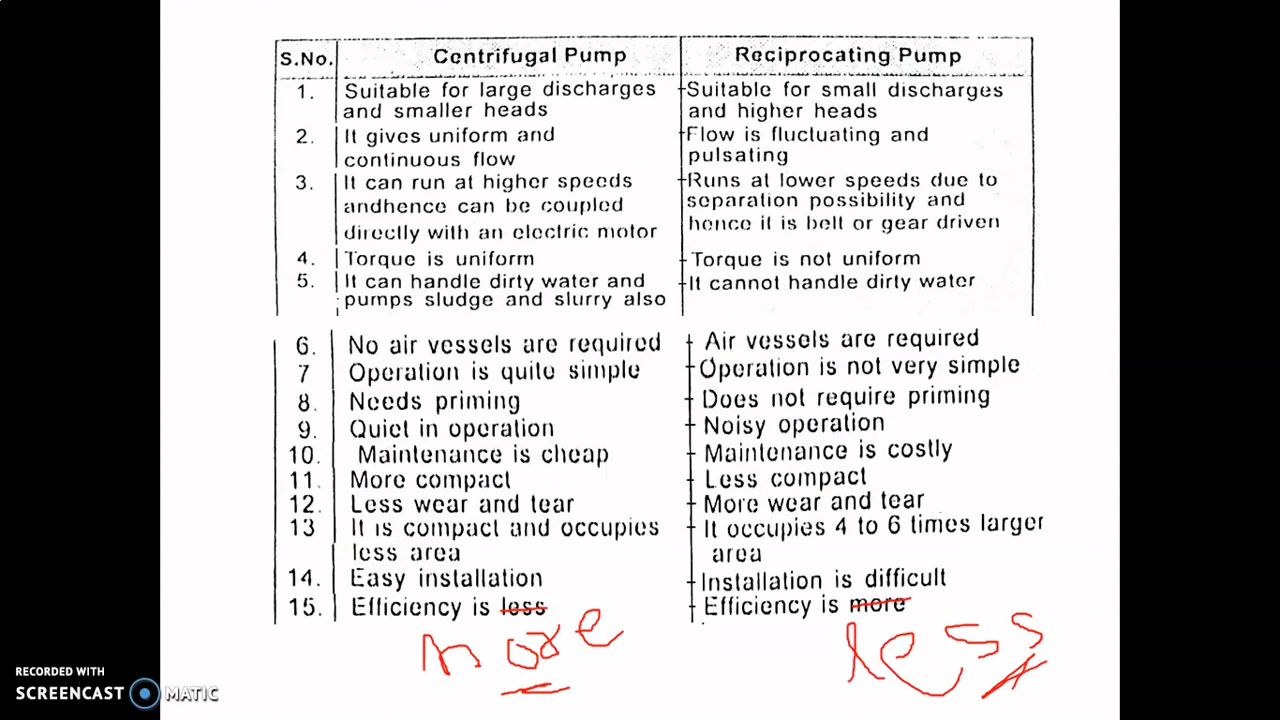 S.No. Centrifugal Pump Reciprocating Pump
1. Suitable for large discharges Suitable for small discharges
and smaller heads and higher heads
2. It gives uniform and Flow is fluctuating and
continuous flow pulsating
3. It can run at higher speeds Runs at lower speeds due to
andhence can be coupled separation possibility and
directly with an electric motor hence it is belt or gear driven
4. Torque is uniform Torque is not uniform
5. It can handle dirty water and It cannot handle dirty water
pumps sludge and slurry also
6. No air vessels are required Air vessels are required
7 Operation is quite simple Operation is not very simple
8. Needs priming Does not require priming
9. Quiet in operation Noisy operation
10. Maintenance is cheap Maintenance is costly
11. More compact Less compact
12. Less wear and tear More wear and tear
13 It is compact and occupies It occupies 4 to 6 times larger
less area area
14. Easy installation Installation is difficult
15. Efficiency is less Efficiency is more
more less
RECORDED WITH
SCREENCAST MATIC